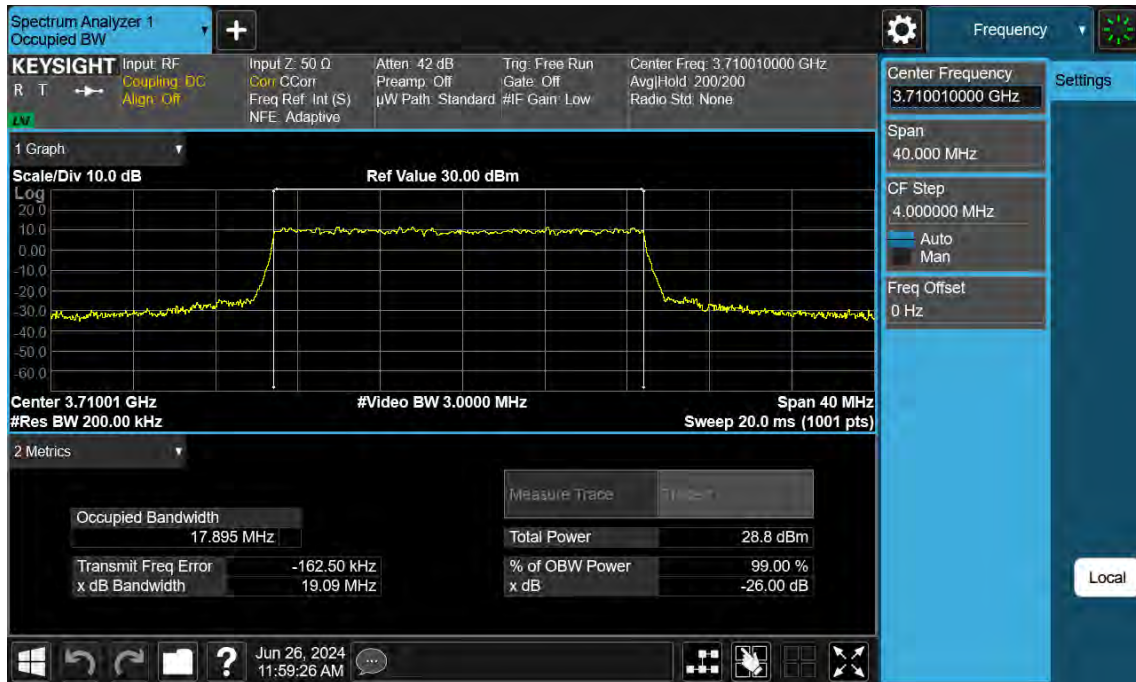 Spectrum Analyzer 1
Occupied BW
+
Frequency
KEYSIGHT
R T
LXI
Input: RF
Coupling: DC
Align: Off
Input Z: 50 Ω
Corr CCorr
Freq Ref: Int (S)
NFE: Adaptive
Atten: 42 dB
Preamp: Off
µW Path: Standard
Trig: Free Run
Gate: Off
#IF Gain: Low
Center Freq: 3.710010000 GHz
Avg|Hold: 200/200
Radio Std: None
Center Frequency
3.710010000 GHz
Settings
Span
40.000 MHz
CF Step
4.000000 MHz
Auto
Man
Freq Offset
0 Hz
Local
1 Graph
Scale/Div 10.0 dB
Ref Value 30.00 dBm
Log
20.0
10.0
0.00
-10.0
-20.0
-30.0
-40.0
-50.0
-60.0
Center 3.71001 GHz
#Video BW 3.0000 MHz
Span 40 MHz
#Res BW 200.00 kHz
Sweep 20.0 ms (1001 pts)
2 Metrics
Measure Trace
Trace 1
Occupied Bandwidth
17.895 MHz
Total Power 28.8 dBm
Transmit Freq Error -162.50 kHz
% of OBW Power 99.00 %
x dB Bandwidth 19.09 MHz
x dB -26.00 dB
?
Jun 26, 2024
11:59:26 AM